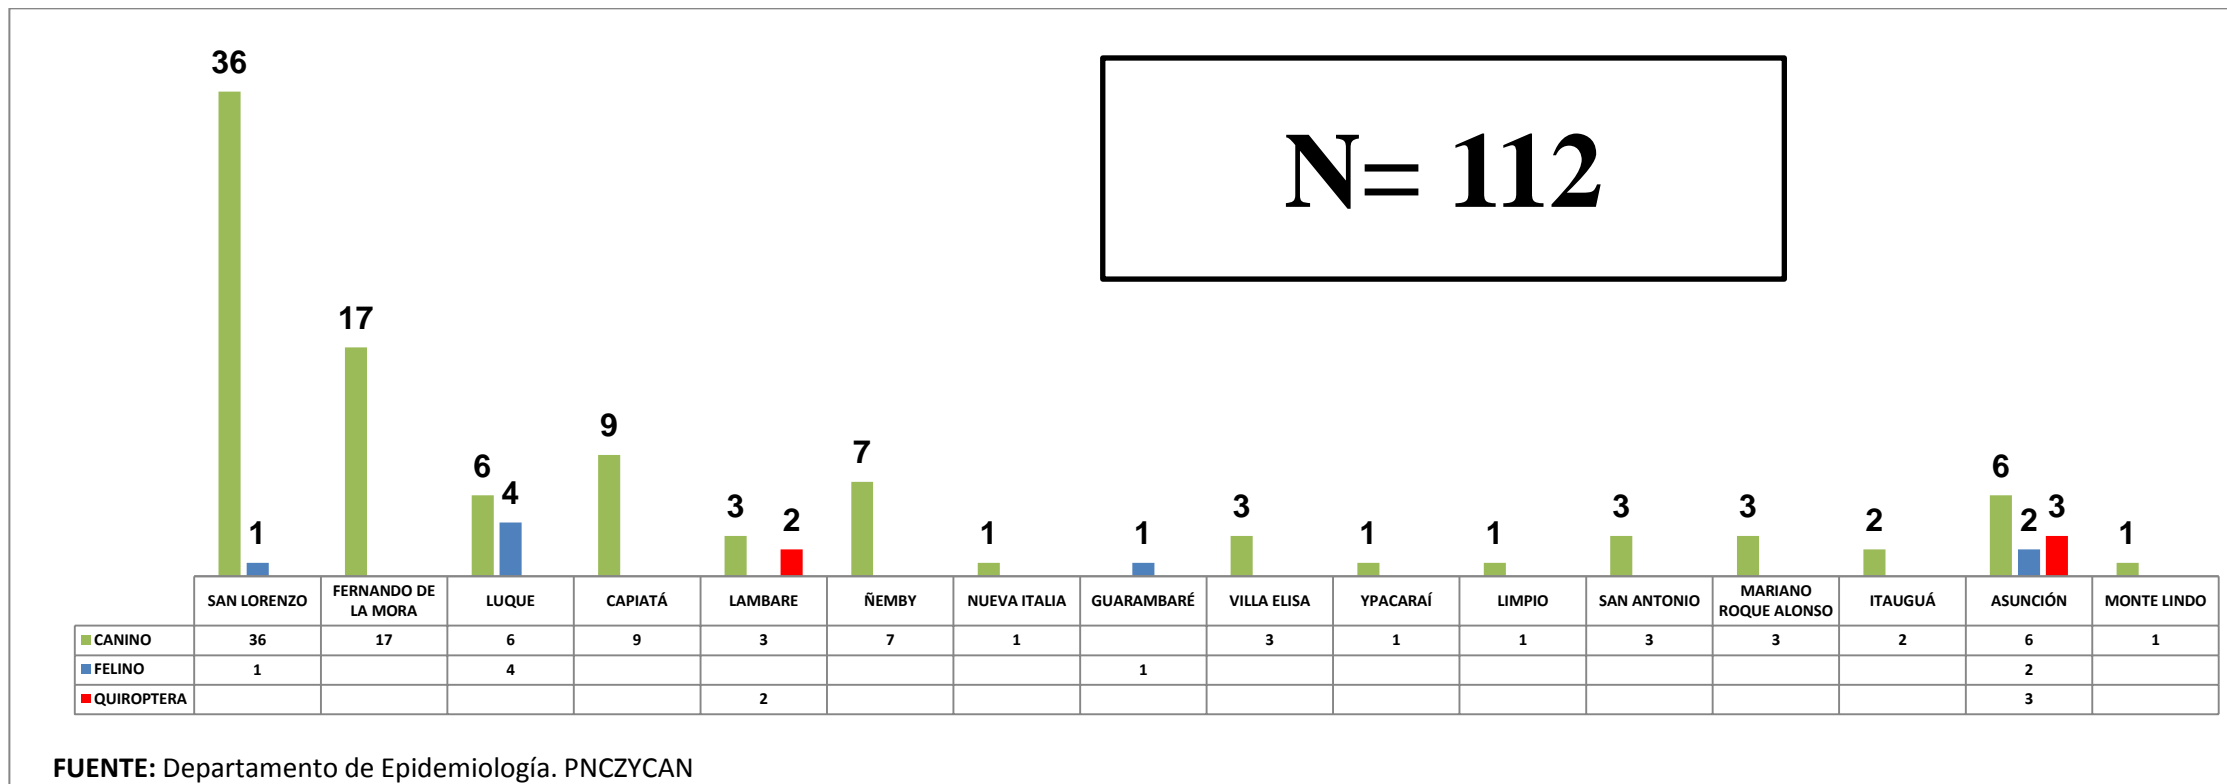 N= 112
36
1
17
6
4
9
3
2
7
1
1
3
1
1
3
3
2
6
2
3
1
SAN LORENZO
FERNANDO DE
LA MORA
LUQUE
CAPIATÁ
LAMBARE
ÑEMBY
NUEVA ITALIA
GUARAMBARÉ
VILLA ELISA
YPACARAÍ
LIMPIO
SAN ANTONIO
MARIANO
ROQUE ALONSO
ITAUGUÁ
ASUNCIÓN
MONTE LINDO
CANINO 36 17 6 9 3 7 1 3 1 1 3 3 2 6 1
FELINO 1 4 1 2
QUIROPTERA 2 3
FUENTE: Departamento de Epidemiología. PNCZYCAN